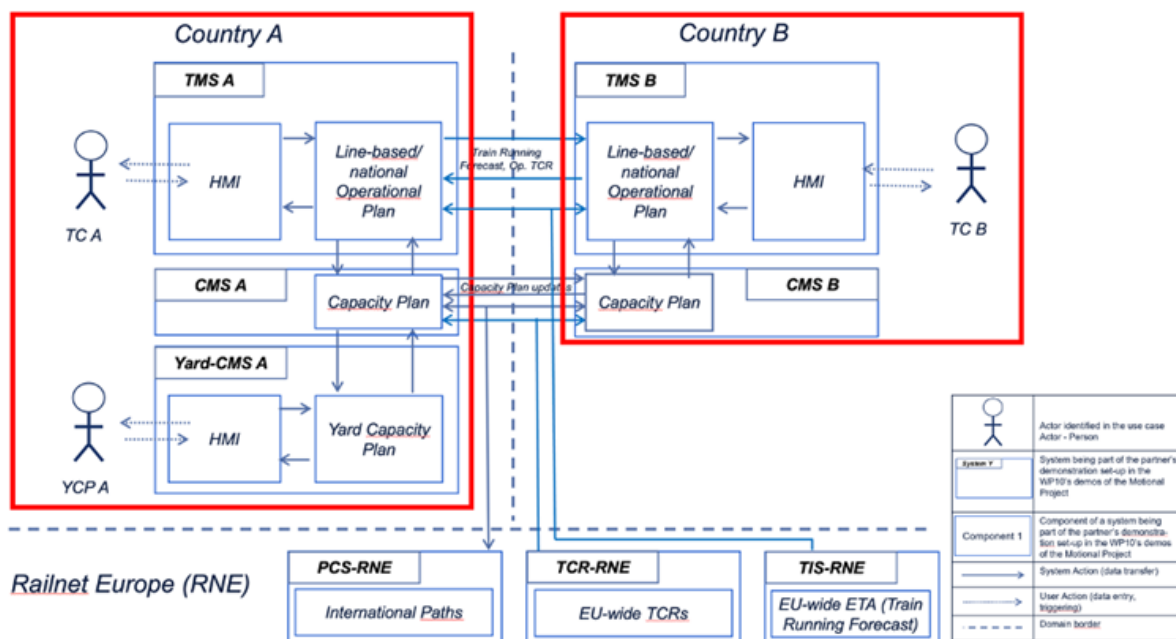 Country A
Country B
TMS A
TMS B
HMI
Line-based/
national
Operational
Plan
Train Running
Forecast, Op. TCR
Line-based/
national
Operational
Plan
HMI
TC A
TC B
CMS A
Capacity Plan
Capacity Plan updates
Capacity Plan
CMS B
Yard-CMS A
HMI
Yard Capacity
Plan
YCP A
Actor identified in the use case
Actor - Person
System Y
System being part of the partner's
demonstration set-up in the
WP10's demos of the Motional
Project
Component 1
Component of a system being
part of the partner's demonstra-
tion set-up in the WP10's demos
of the Motional Project
System Action (data transfer)
User Action (data entry,
triggering)
Domain border
Railnet Europe (RNE)
PCS-RNE
International Paths
TCR-RNE
EU-wide TCRs
TIS-RNE
EU-wide ETA (Train
Running Forecast)